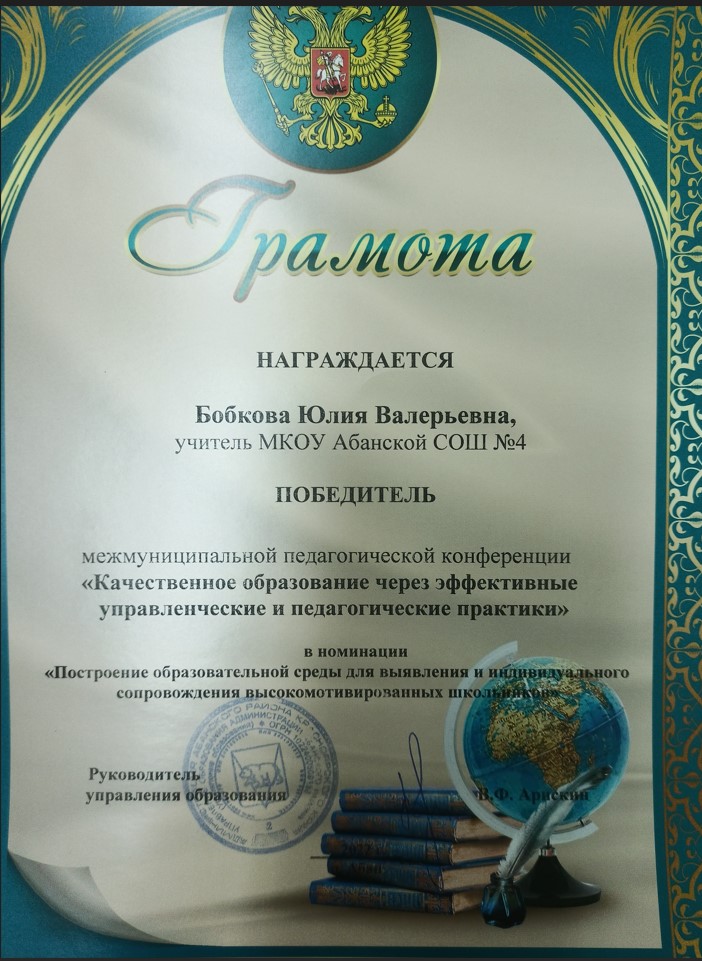 Грамота
НАГРАЖДАЕТСЯ
Бобкова Юлия Валерьевна,
учитель МКОУ Абанской СОШ №4
ПОБЕДИТЕЛЬ
межмуниципальной педагогической конференции
«Качественное образование через эффективные
управленческие и педагогические практики»
в номинации
«Построение образовательной среды для выявления и индивидуального
сопровождения высокомотивированных школьников»
Руководитель
управления образования
В.Ф. Арискин